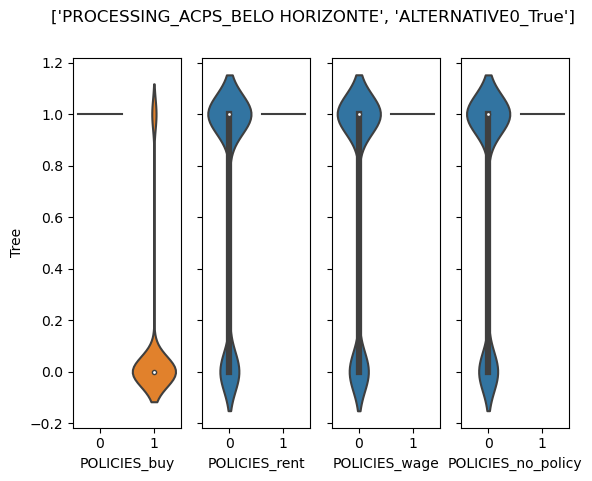 ['PROCESSING_ACPS_BELO HORIZONTE', 'ALTERNATIVE0_True']
1.2
1.0
0.8
0.6
0.4
0.2
0.0
−0.2
Tree
0 1 0 1 0 1 0 1
POLICIES_buy POLICIES_rent POLICIES_wage POLICIES_no_policy